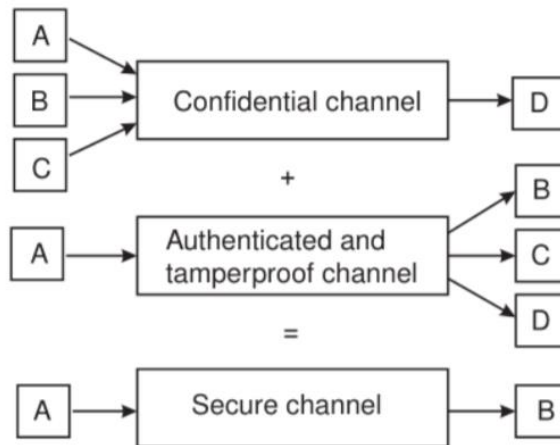 A
B
C
Confidential channel
D
+
A
Authenticated and
tamperproof channel
B
C
D
=
A
Secure channel
B